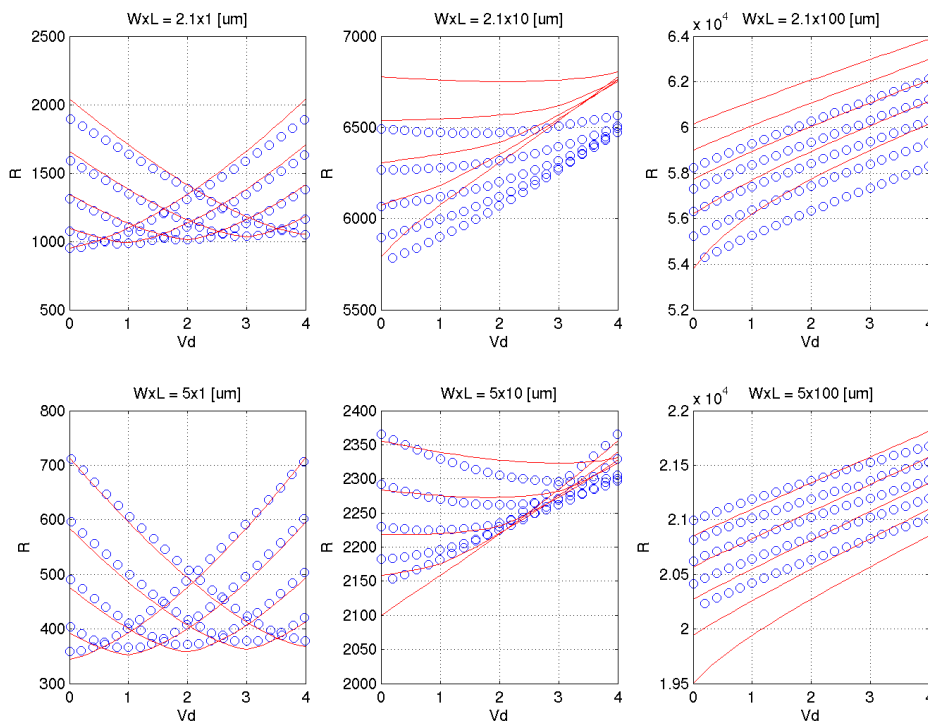 WxL = 2.1x1 [um]
2500
2000
1500
1000
500
R
0 1 2 3 4
Vd
WxL = 2.1x10 [um]
7000
6500
6000
5500
R
0 1 2 3 4
Vd
WxL = 2.1x100 [um]
x 10^4
6.4
6.2
6
5.8
5.6
5.4
5.2
R
0 1 2 3 4
Vd
WxL = 5x1 [um]
800
700
600
500
400
300
R
0 1 2 3 4
Vd
WxL = 5x10 [um]
2400
2350
2300
2250
2200
2150
2100
2050
2000
R
0 1 2 3 4
Vd
WxL = 5x100 [um]
x 10^4
2.2
2.15
2.1
2.05
2
1.95
R
0 1 2 3 4
Vd